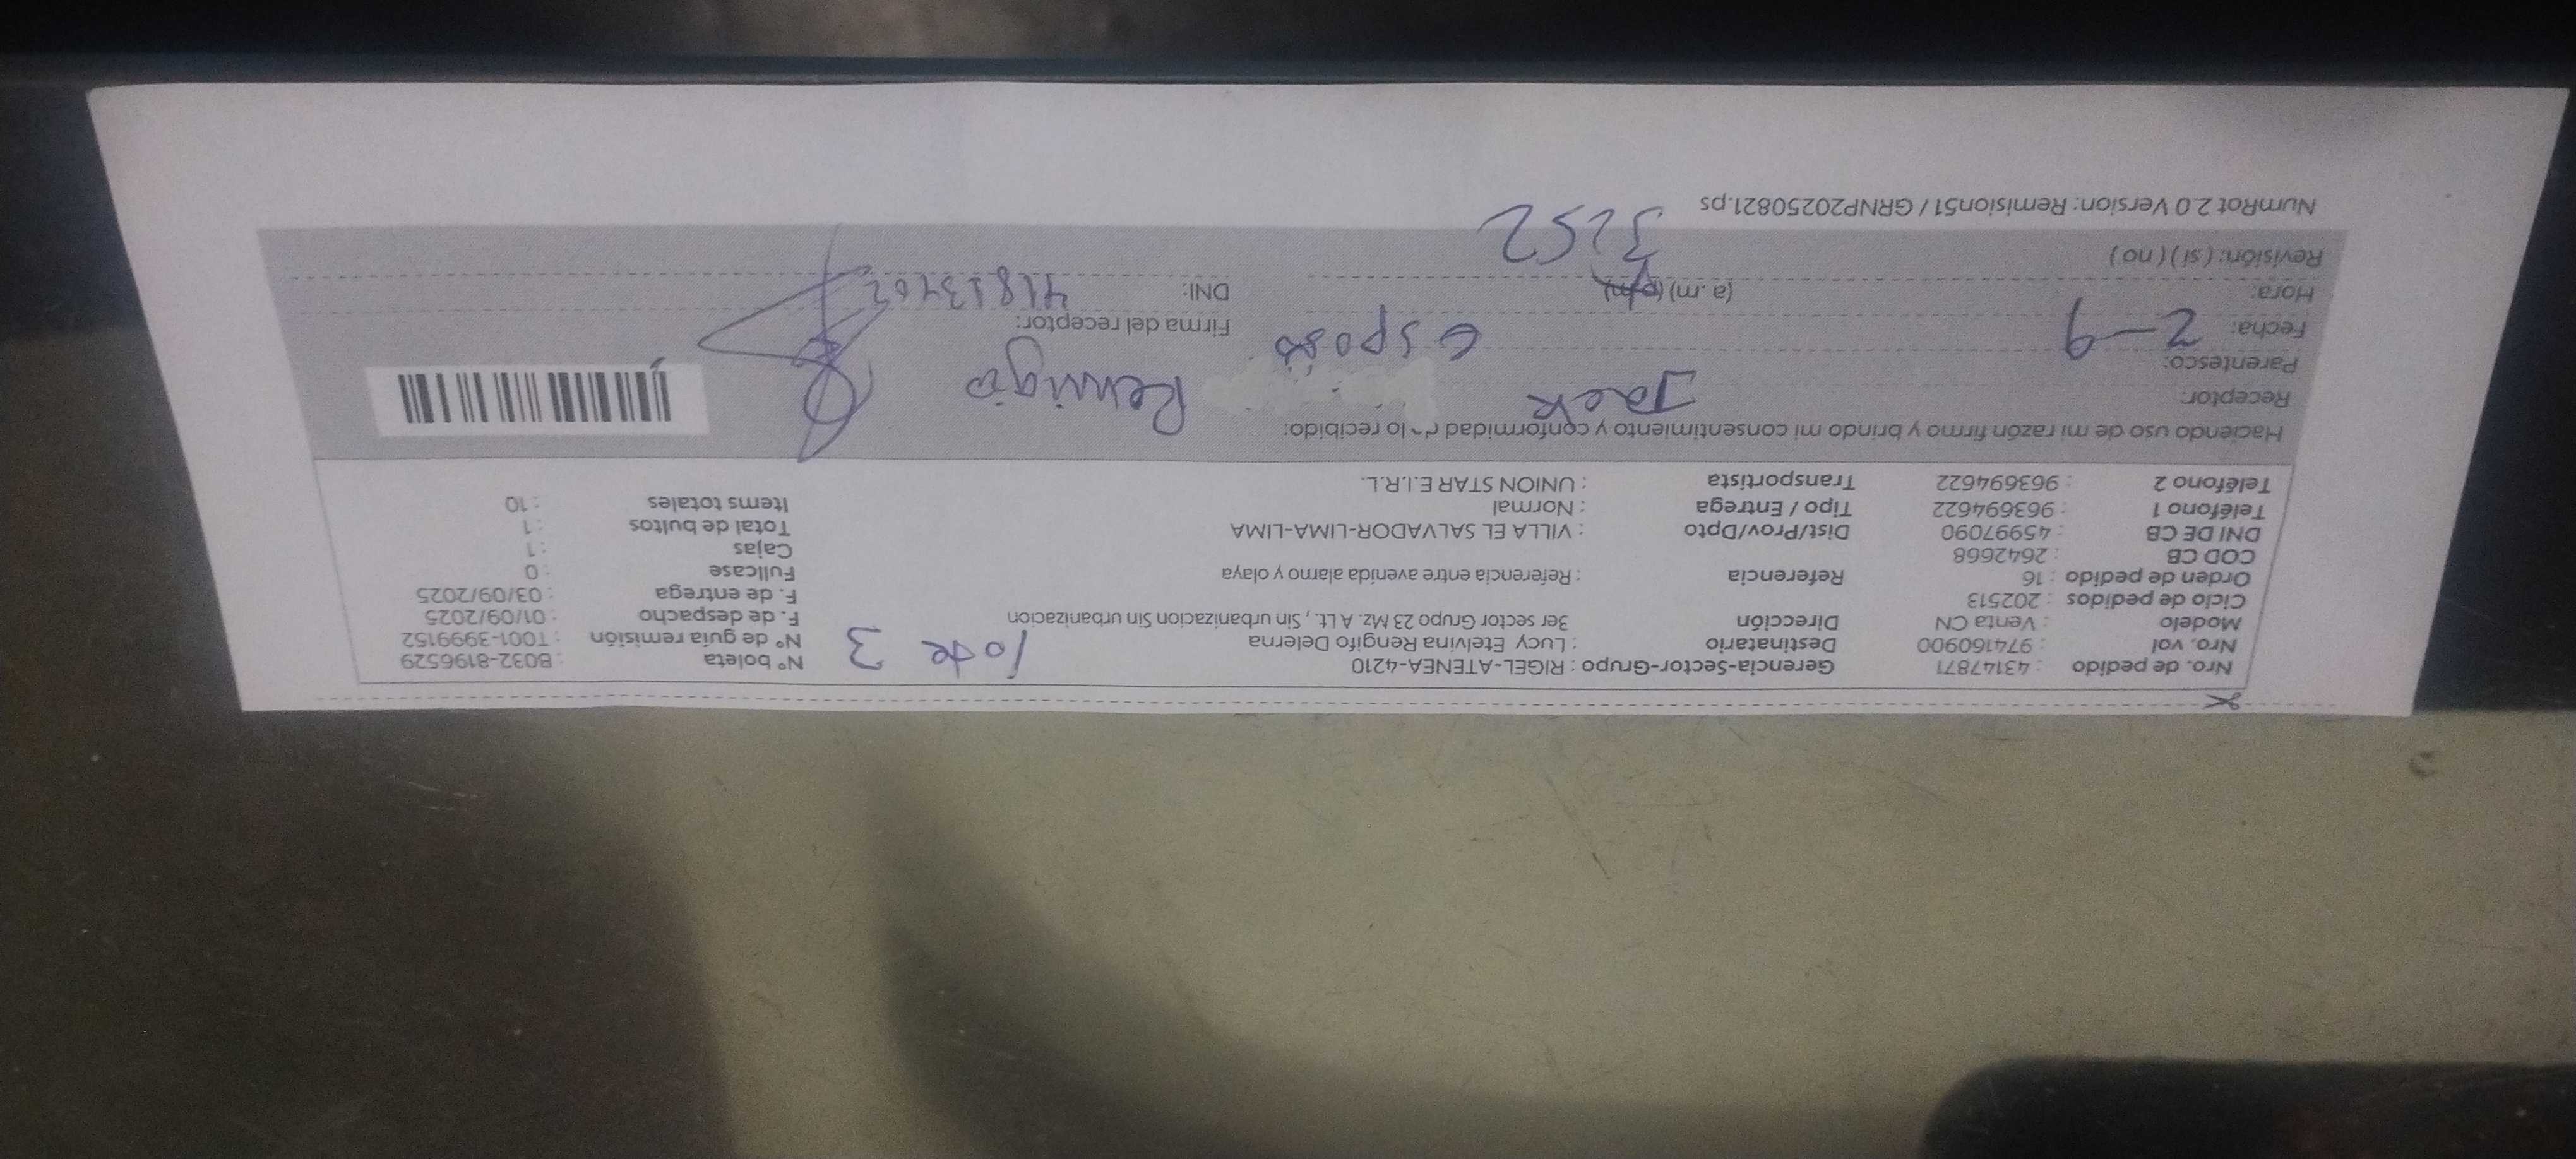 Nro. de pedido : 43147871 Gerencia-Sector-Grupo : RIGEL-ATENEA-4210 N° boleta : B032-8196529
Nro. vol : 974160900 Destinatario : Lucy Etelvina Rengifo Delerna N° de guía remisión : T001-3999152
Modelo : Venta CN Dirección 3er sector Grupo 23 Mz. A Lt. , Sin urbanizacion Sin urbanizacion F. de despacho : 01/09/2025
Ciclo de pedidos : 202513 F. de entrega : 03/09/2025
Orden de pedido : 16 Referencia : Referencia entre avenida alamo y olaya Fullcase : 0
COD CB : 2642668 Cajas : 1
DNI DE CB : 45997090 Dist/Prov/Dpto : VILLA EL SALVADOR-LIMA-LIMA Total de bultos : 1
Teléfono 1 : 963694622 Tipo / Entrega : Normal Items totales : 10
Teléfono 2 : 963694622 Transportista : UNION STAR E.I.R.L.
de 3
Haciendo uso de mi razón firmo y brindo mi consentimiento y conformidad lo recibido:
Receptor: Jack Remigio
Parentesco: esposo
Fecha: 2-9 Firma del receptor:
Hora: (a. m) (p.m) DNI:
3252
Revisión: ( si ) ( no )
NumRot 2.0 Version: Remision51 / GRNP20250821.ps